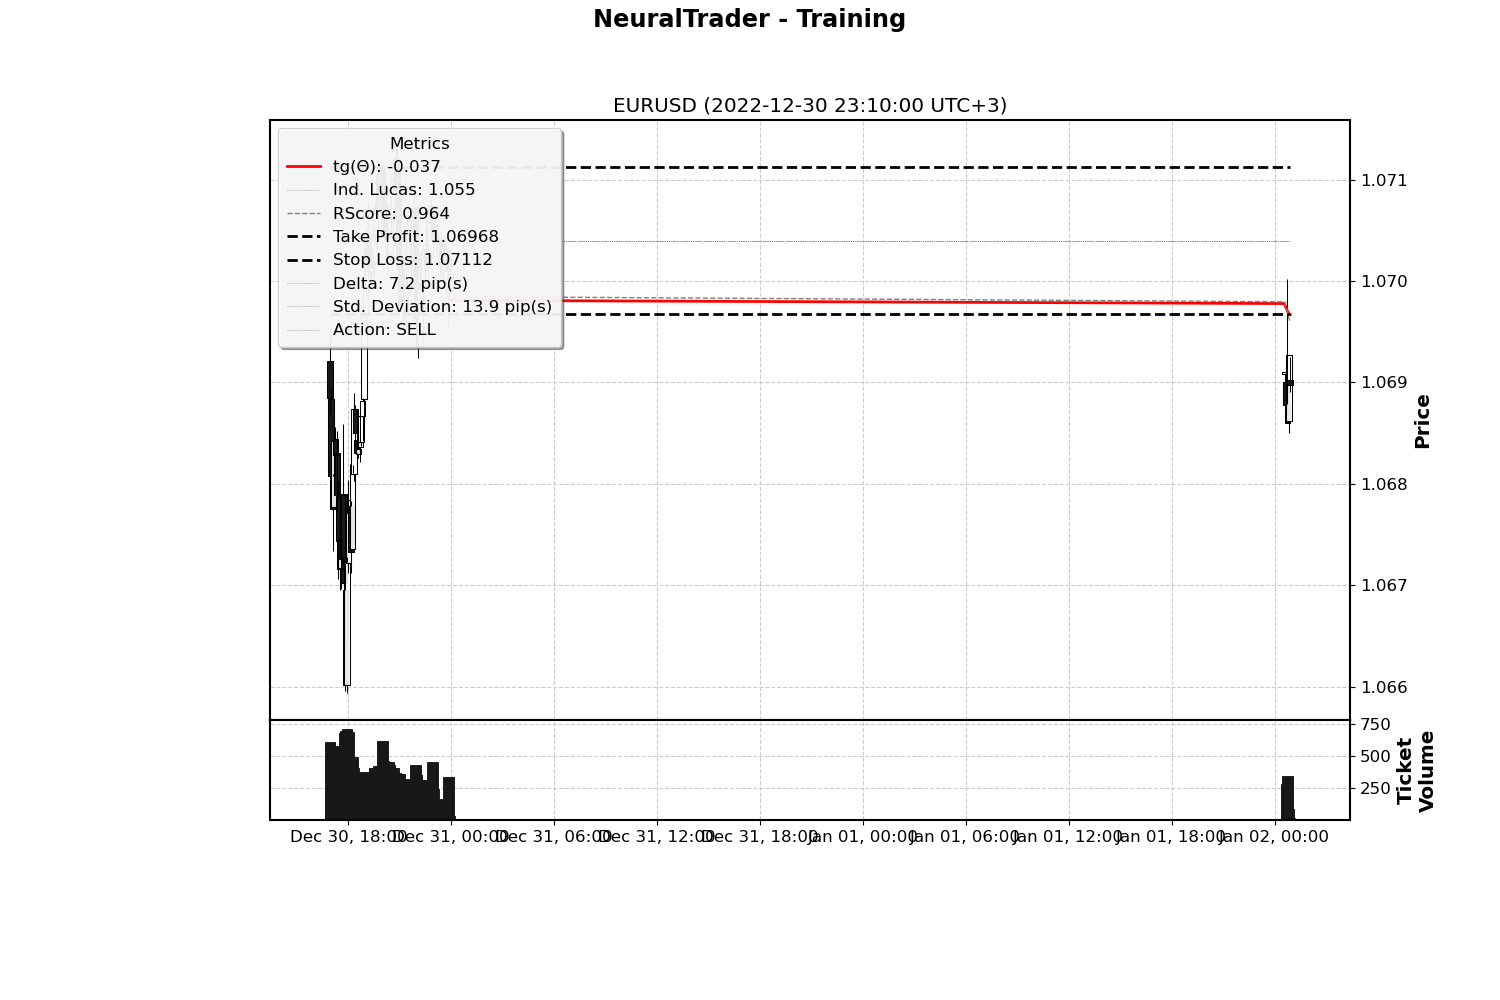 NeuralTrader - Training
EURUSD (2022-12-30 23:10:00 UTC+3)
Metrics
tg(Θ): -0.037
Ind. Lucas: 1.055
RScore: 0.964
Take Profit: 1.06968
Stop Loss: 1.07112
Delta: 7.2 pip(s)
Std. Deviation: 13.9 pip(s)
Action: SELL
1.071
1.070
1.069
1.068
1.067
1.066
Price
750
500
250
Ticket
Volume
Dec 30, 18:00
Dec 31, 00:00
Dec 31, 06:00
Dec 31, 12:00
Dec 31, 18:00
Jan 01, 00:00
Jan 01, 06:00
Jan 01, 12:00
Jan 01, 18:00
Jan 02, 00:00